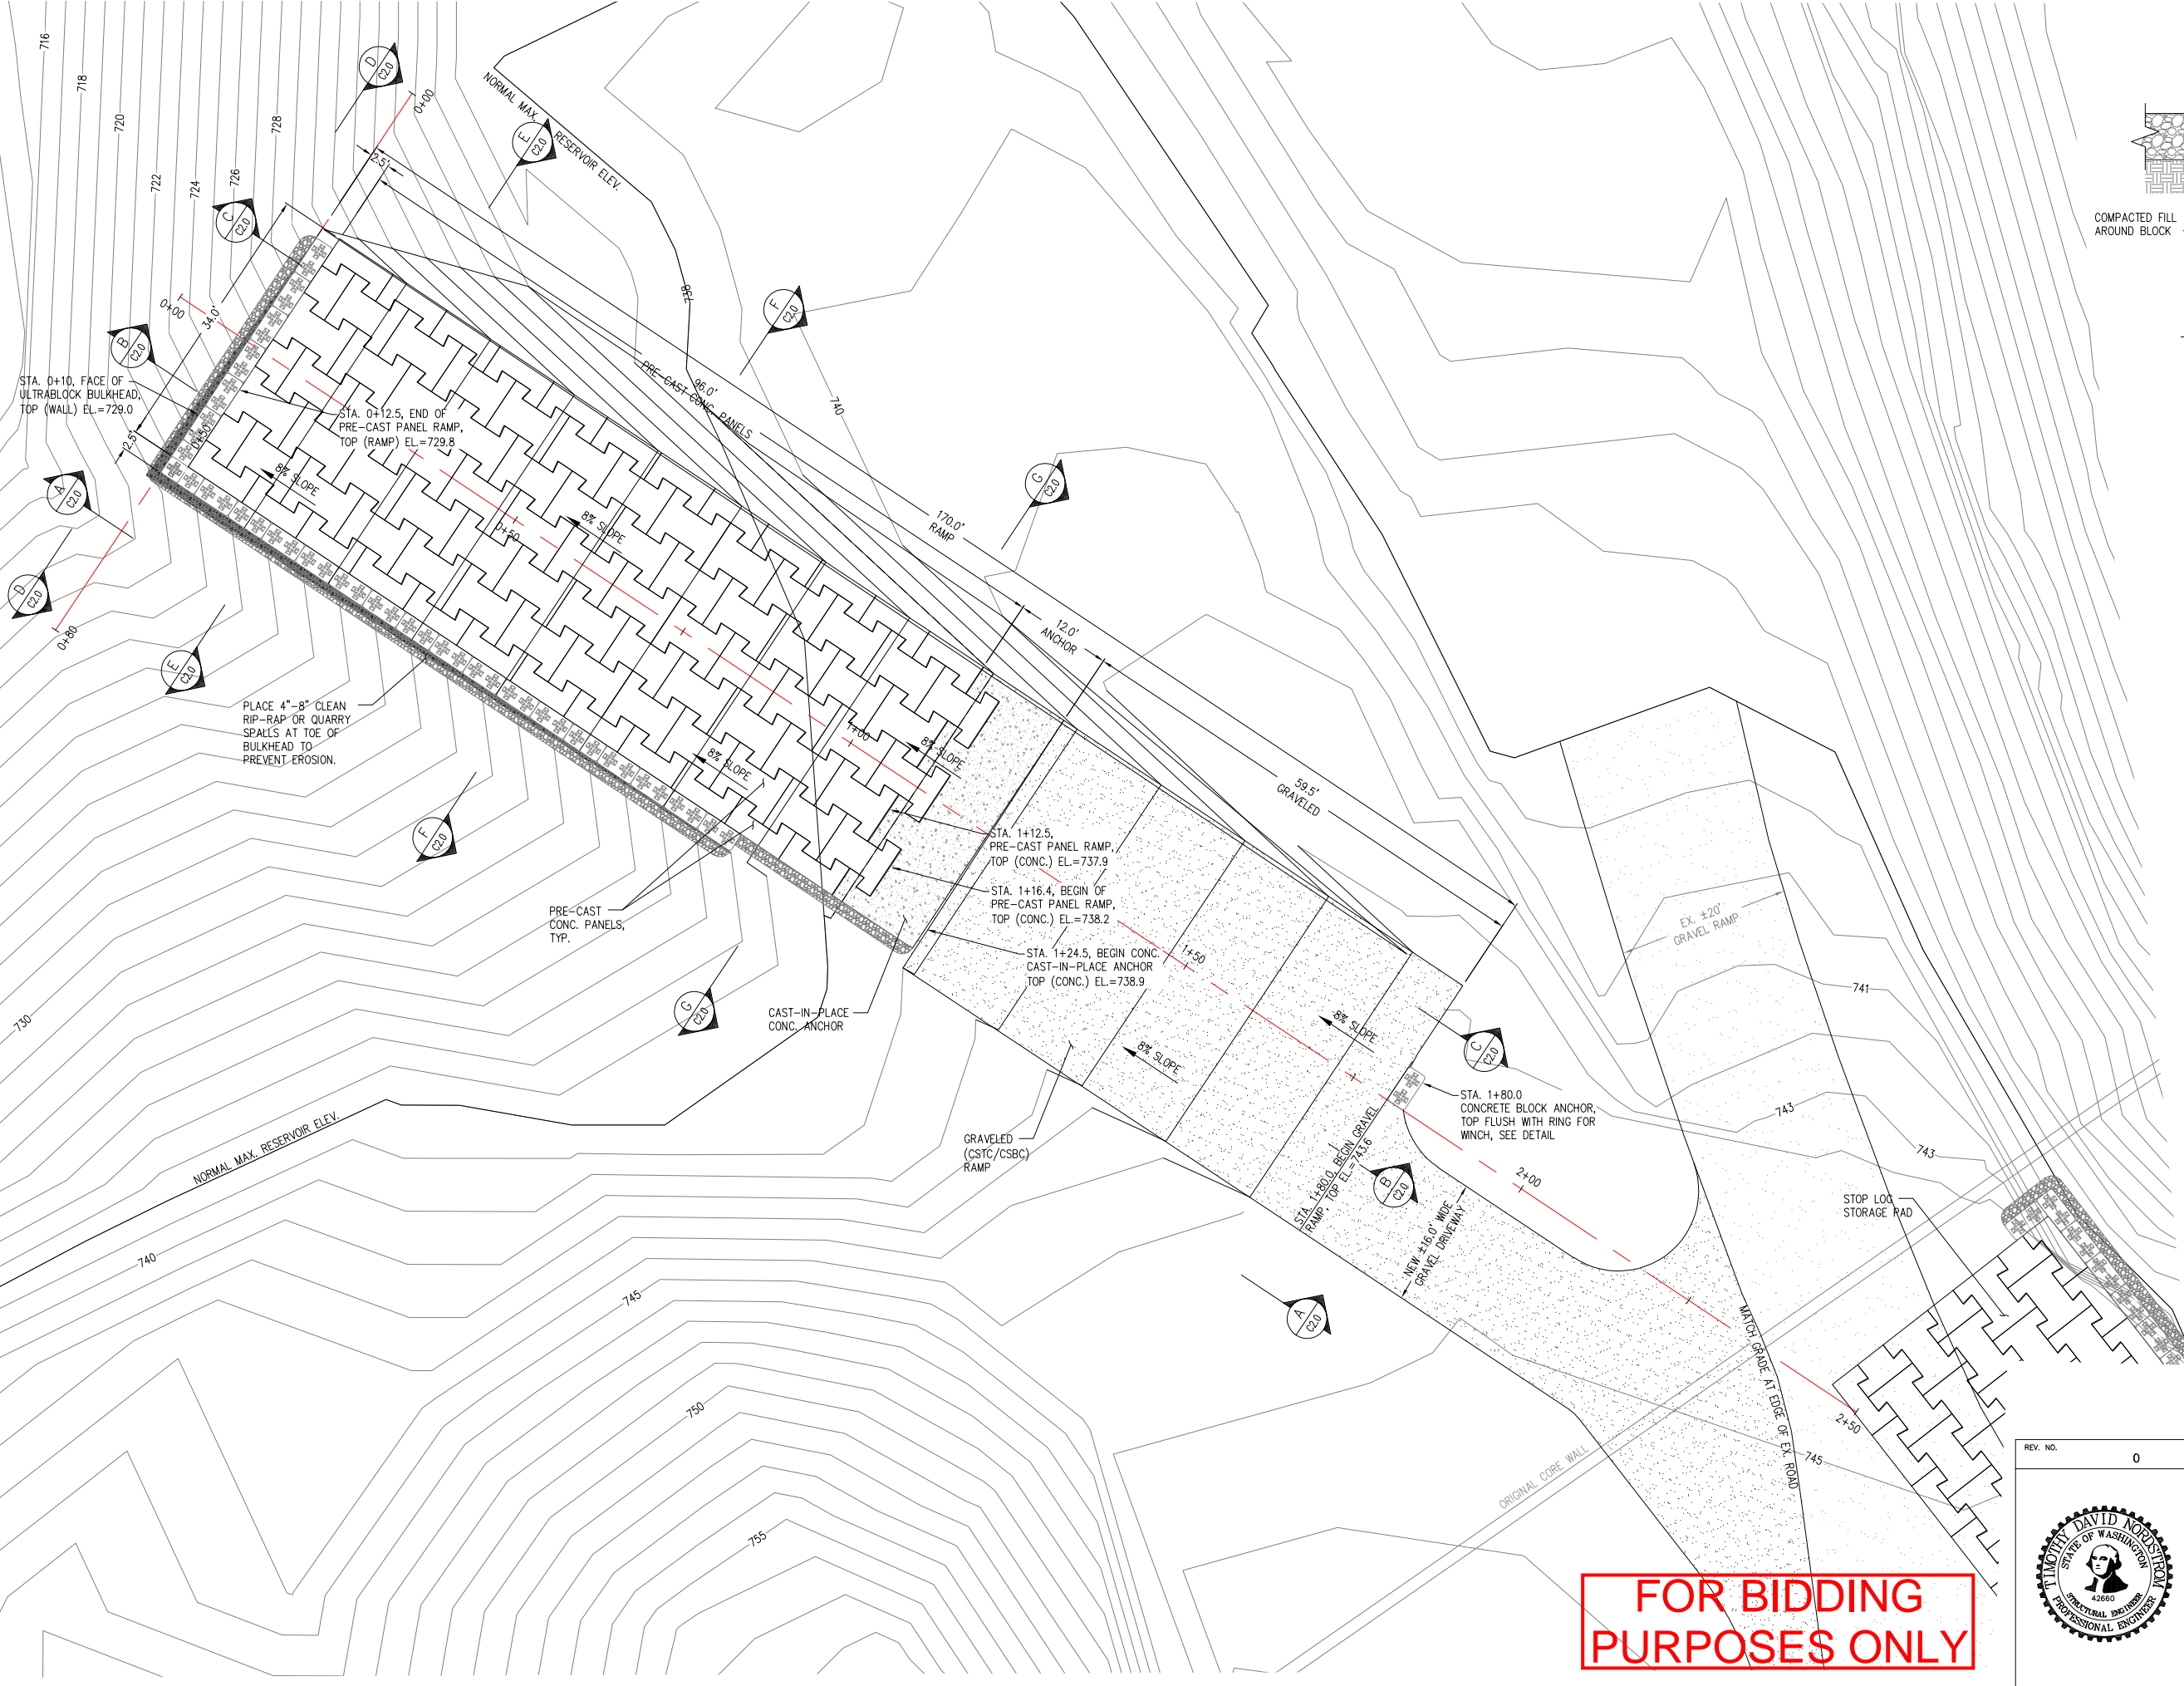 716
718
720
722
724
726
728
D
C2.0
0+00
NORMAL MAX.
RESERVOIR ELEV.
E
C2.0
2.5'
C
C2.0
0+00
34.0'
B
C2.0
STA. 0+10, FACE OF
ULTRABLOCK BULKHEAD,
TOP (WALL) EL.=729.0
2.5'
0+50
STA. 0+12.5, END OF
PRE-CAST PANEL RAMP,
TOP (RAMP) EL.=729.8
8% SLOPE
A
C2.0
D
C2.0
0+80
E
C2.0
738
F
C2.0
96.0'
PRE-CAST CONC. PANELS
740
G
C2.0
170.0'
RAMP
0+50
8% SLOPE
12.0'
ANCHOR
COMPACTED FILL
AROUND BLOCK
PLACE 4"-8" CLEAN
RIP-RAP OR QUARRY
SPALLS AT TOE OF
BULKHEAD TO
PREVENT EROSION.
1+00
8% SLOPE
8% SLOPE
59.5'
GRAVELED
F
C2.0
STA. 1+12.5,
PRE-CAST PANEL RAMP,
TOP (CONC.) EL.=737.9
STA. 1+16.4, BEGIN OF
PRE-CAST PANEL RAMP,
TOP (CONC.) EL.=738.2
STA. 1+24.5, BEGIN CONC.
CAST-IN-PLACE ANCHOR
TOP (CONC.) EL.=738.9
PRE-CAST
CONC. PANELS,
TYP.
EX. ±20'
GRAVEL RAMP
1+50
741
G
C2.0
CAST-IN-PLACE
CONC. ANCHOR
730
8% SLOPE
8% SLOPE
C
C2.0
STA. 1+80.0
CONCRETE BLOCK ANCHOR,
TOP FLUSH WITH RING FOR
WINCH, SEE DETAIL
743
743
NORMAL MAX. RESERVOIR ELEV.
GRAVELED
(CSTC/CSBC)
RAMP
STA. 1+80.0, BEGIN GRAVEL
RAMP, TOP EL.=743.6
B
C2.0
2+00
NEW ±16.0' WIDE
GRAVEL DRIVEWAY
STOP LOG
STORAGE PAD
740
745
A
C2.0
MATCH GRADE AT EDGE OF EX. ROAD
2+50
750
755
745
ORIGINAL CORE WALL
REV. NO.
0
FOR BIDDING
PURPOSES ONLY
TIMOTHY DAVID NORDSTROM
STATE OF WASHINGTON
42660
STRUCTURAL ENGINEER
PROFESSIONAL ENGINEER